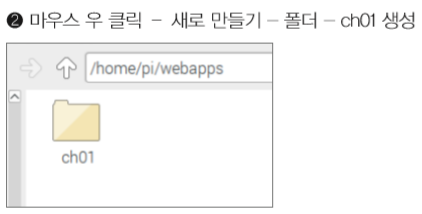 ❷ 마우스 우 클릭 - 새로 만들기 – 폴더 – ch01 생성
/home/pi/webapps
ch01